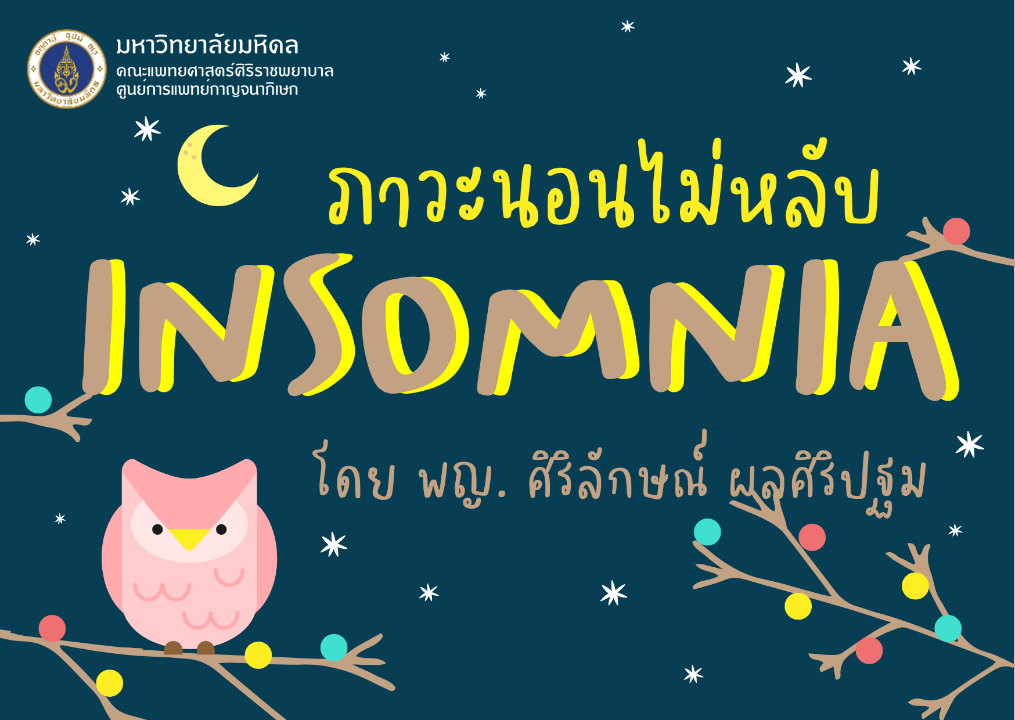 มหาวิทยาลัยมหิดล
คณะแพทยศาสตร์ศิริราชพยาบาล
ศูนย์การแพทย์กาญจนาภิเษก
ภาวะนอนไม่หลับ
INSOMNIA
โดย พญ. ศิริลักษณ์ ผลศิริปฐม